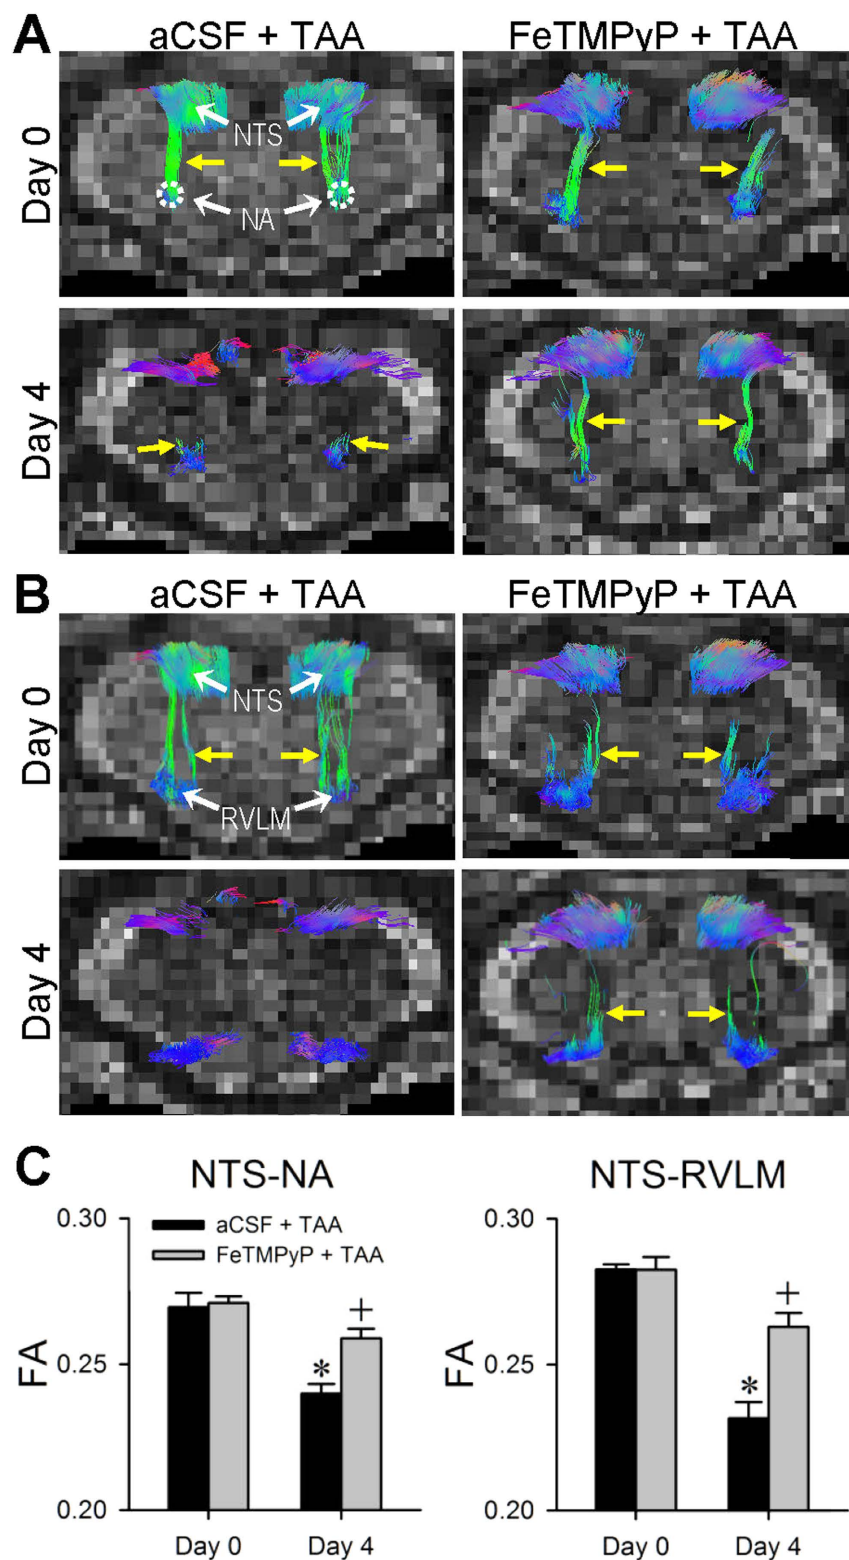 A
aCSF + TAA
FeTMPyP + TAA
Day 0
NTS
NA
Day 4
B
aCSF + TAA
FeTMPyP + TAA
Day 0
NTS
RVLM
Day 4
C
NTS-NA
NTS-RVLM
FA
0.30
0.25
0.20
aCSF + TAA
FeTMPyP + TAA
*
+
Day 0
Day 4
FA
0.30
0.25
0.20
*
+
Day 0
Day 4